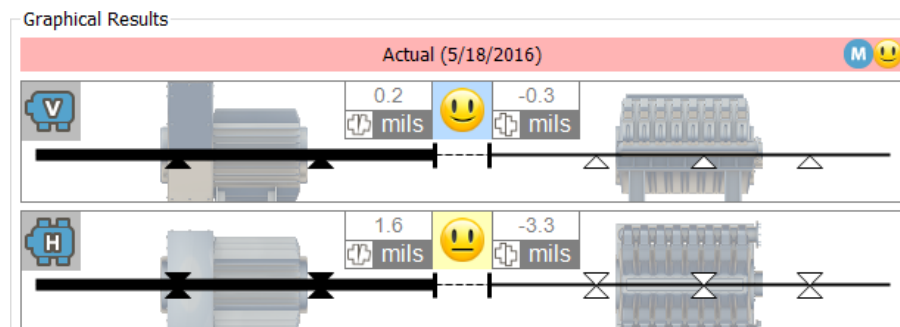 Graphical Results
Actual (5/18/2016)
M
V
0.2
mils
-0.3
mils
H
1.6
mils
-3.3
mils